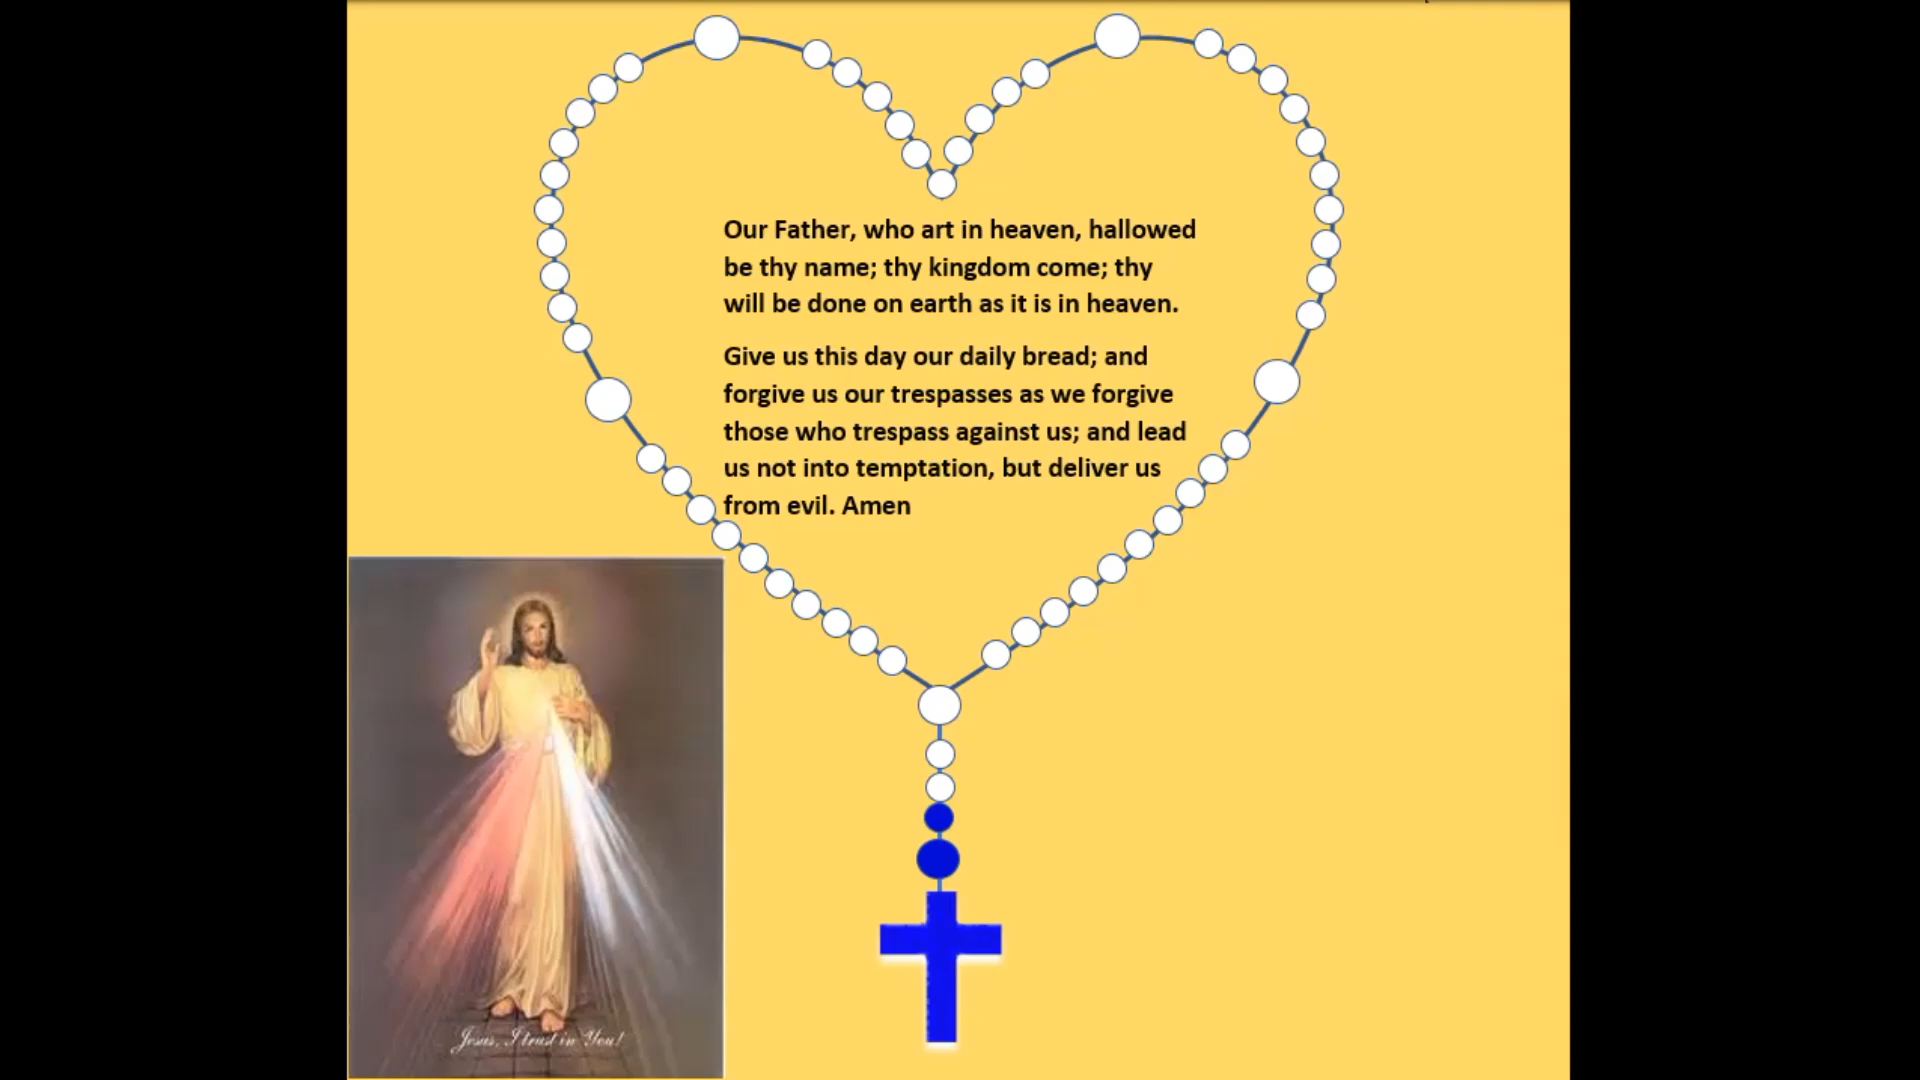 Our Father, who art in heaven, hallowed
be thy name; thy kingdom come; thy
will be done on earth as it is in heaven.
Give us this day our daily bread; and
forgive us our trespasses as we forgive
those who trespass against us; and lead
us not into temptation, but deliver us
from evil. Amen
Jesus, I trust in You!